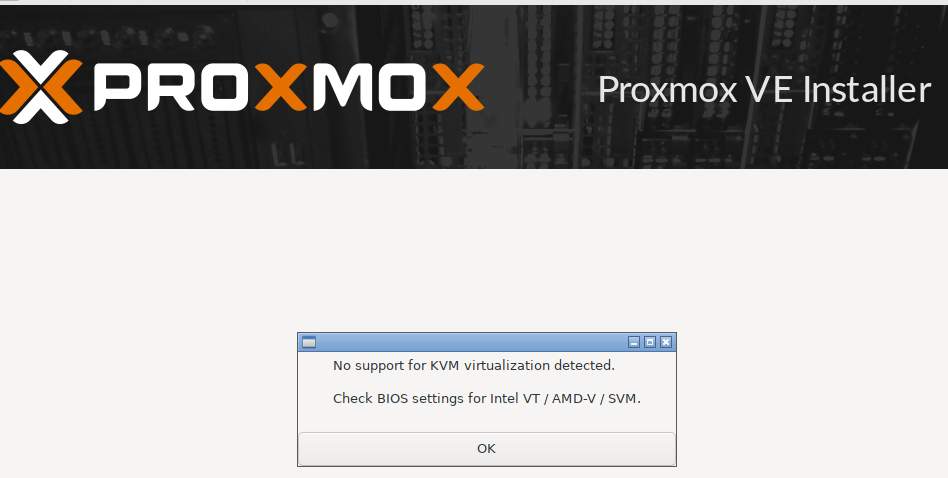 PROXMOX
Proxmox VE Installer
LL
No support for KVM virtualization detected.
Check BIOS settings for Intel VT / AMD-V / SVM.
OK